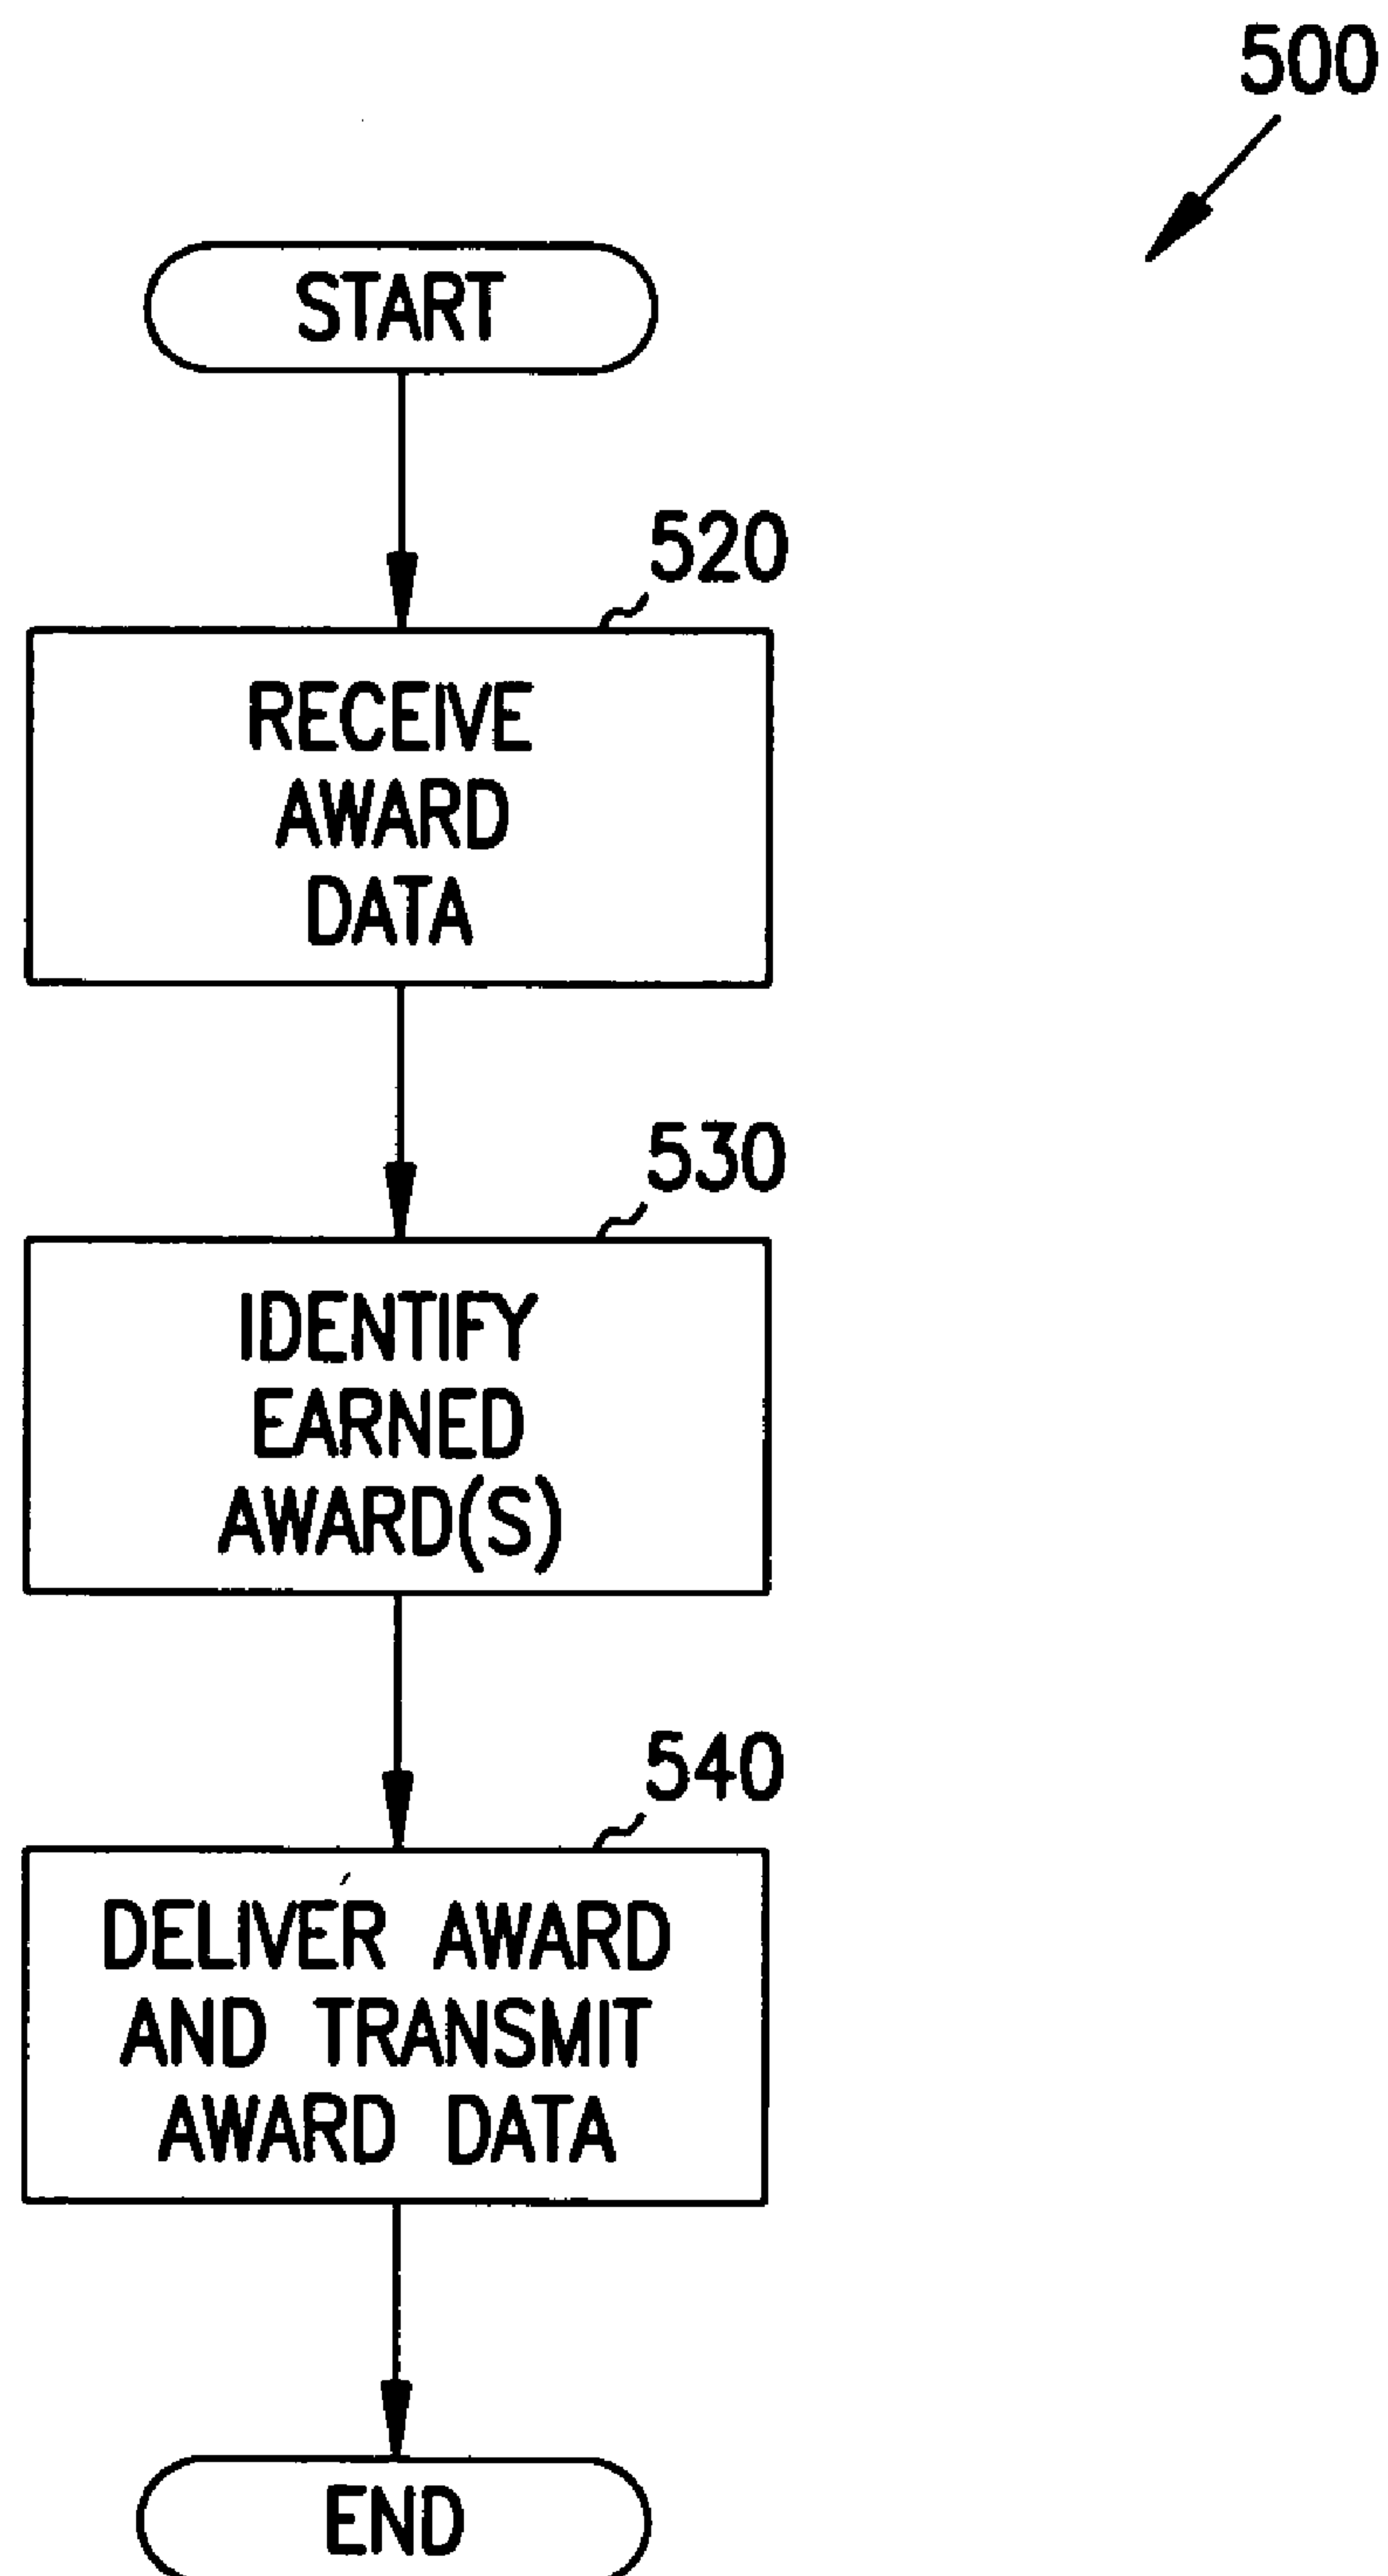 500
START
520
RECEIVE
AWARD
DATA
530
IDENTIFY
EARNED
AWARD(S)
540
DELIVER AWARD
AND TRANSMIT
AWARD DATA
END